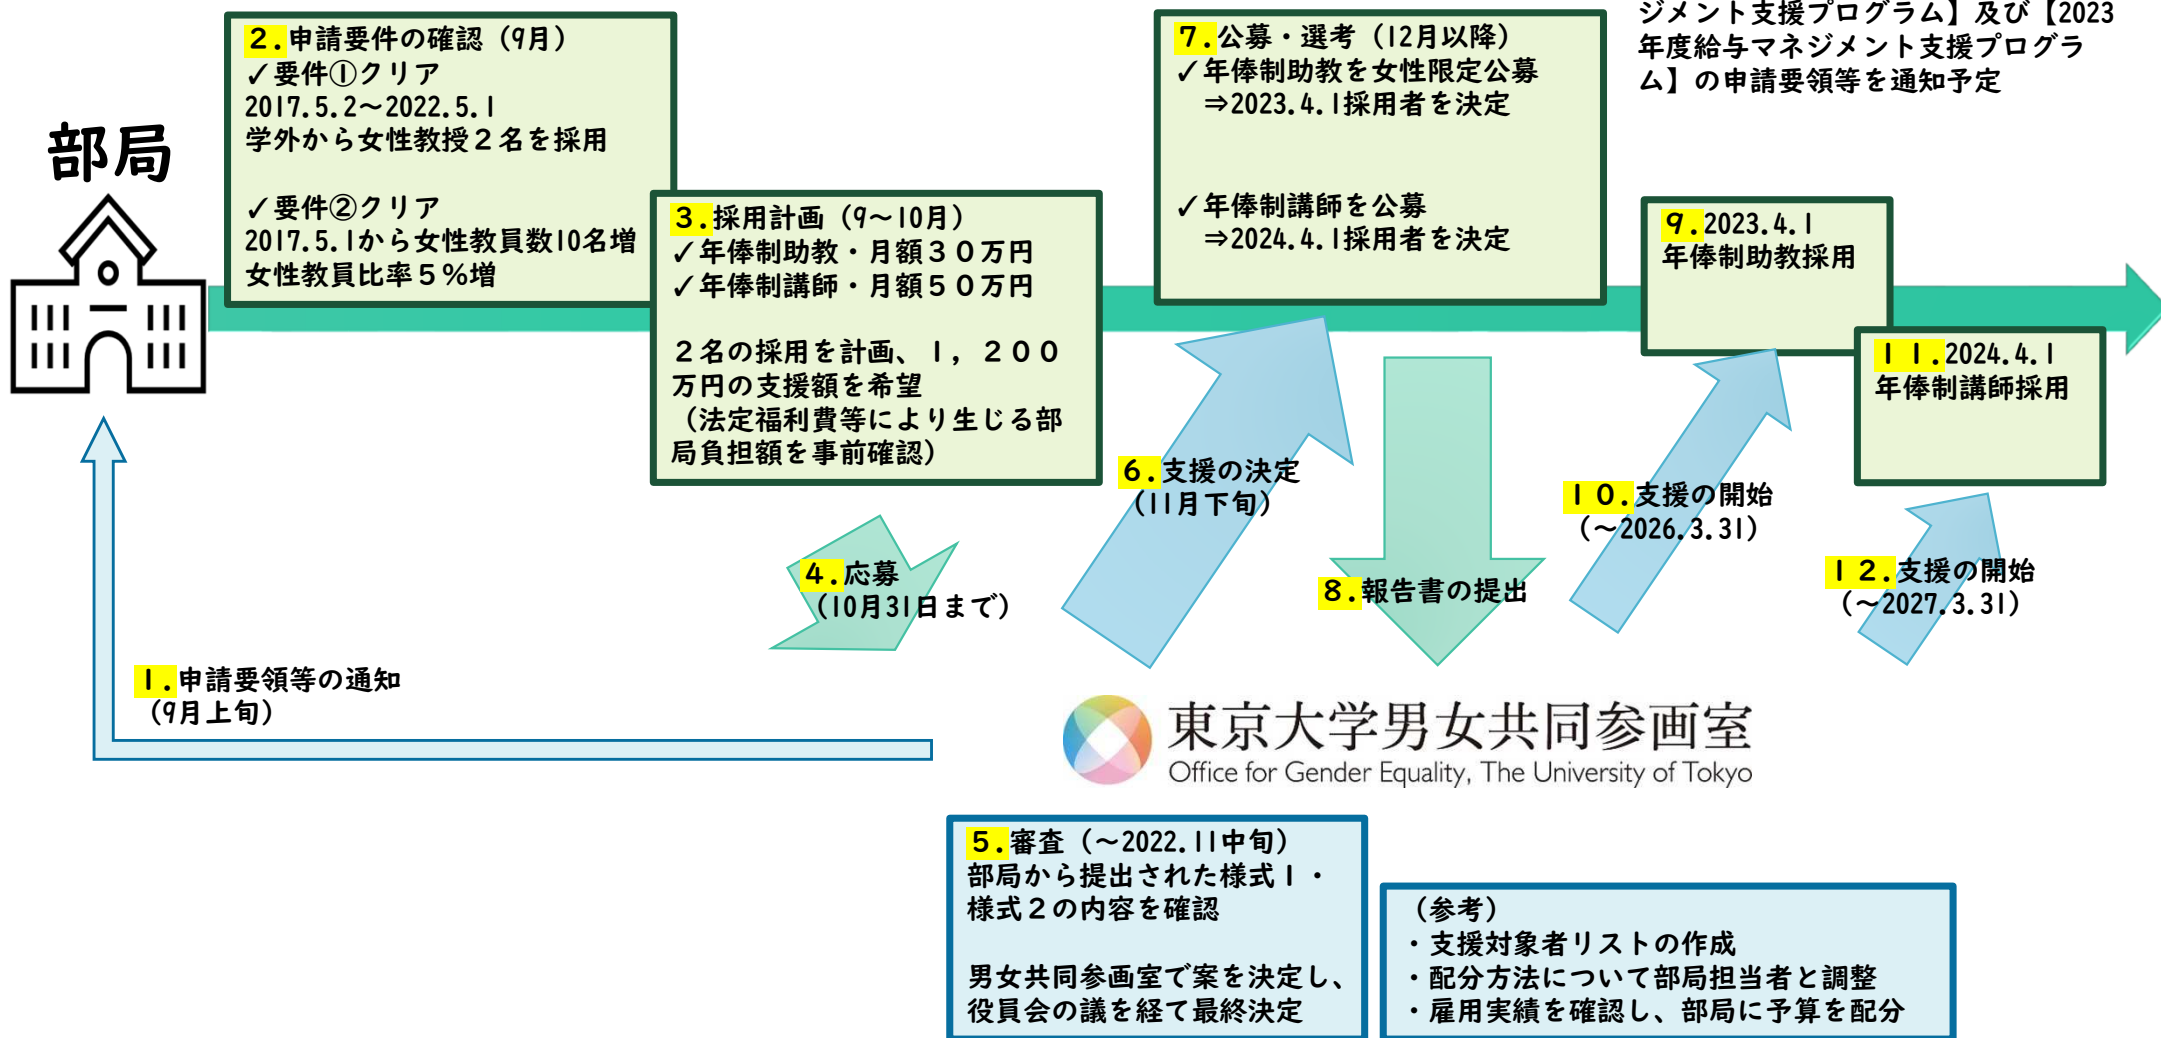 ジメント支援プログラム】及び【2023
年度給与マネジメント支援プログラ
ム】の申請要領等を通知予定
部局
2.申請要件の確認（9月）
✓要件①クリア
2017.5.2～2022.5.1
学外から女性教授２名を採用
✓要件②クリア
2017.5.1から女性教員数10名増
女性教員比率５％増
3.採用計画（9～10月）
✓年俸制助教・月額３０万円
✓年俸制講師・月額５０万円
２名の採用を計画、１，２００
万円の支援額を希望
（法定福利費等により生じる部
局負担額を事前確認）
7.公募・選考（12月以降）
✓年俸制助教を女性限定公募
⇒2023.4.1採用者を決定
✓年俸制講師を公募
⇒2024.4.1採用者を決定
9.2023.4.1
年俸制助教採用
１１.2024.4.1
年俸制講師採用
6.支援の決定
（11月下旬）
１０.支援の開始
（～2026.3.31）
4.応募
（10月31日まで）
8.報告書の提出
１２.支援の開始
（～2027.3.31）
1.申請要領等の通知
（9月上旬）
東京大学男女共同参画室
Office for Gender Equality, The University of Tokyo
5.審査（～2022.11中旬）
部局から提出された様式１・
様式２の内容を確認
男女共同参画室で案を決定し、
役員会の議を経て最終決定
（参考）
・支援対象者リストの作成
・配分方法について部局担当者と調整
・雇用実績を確認し、部局に予算を配分